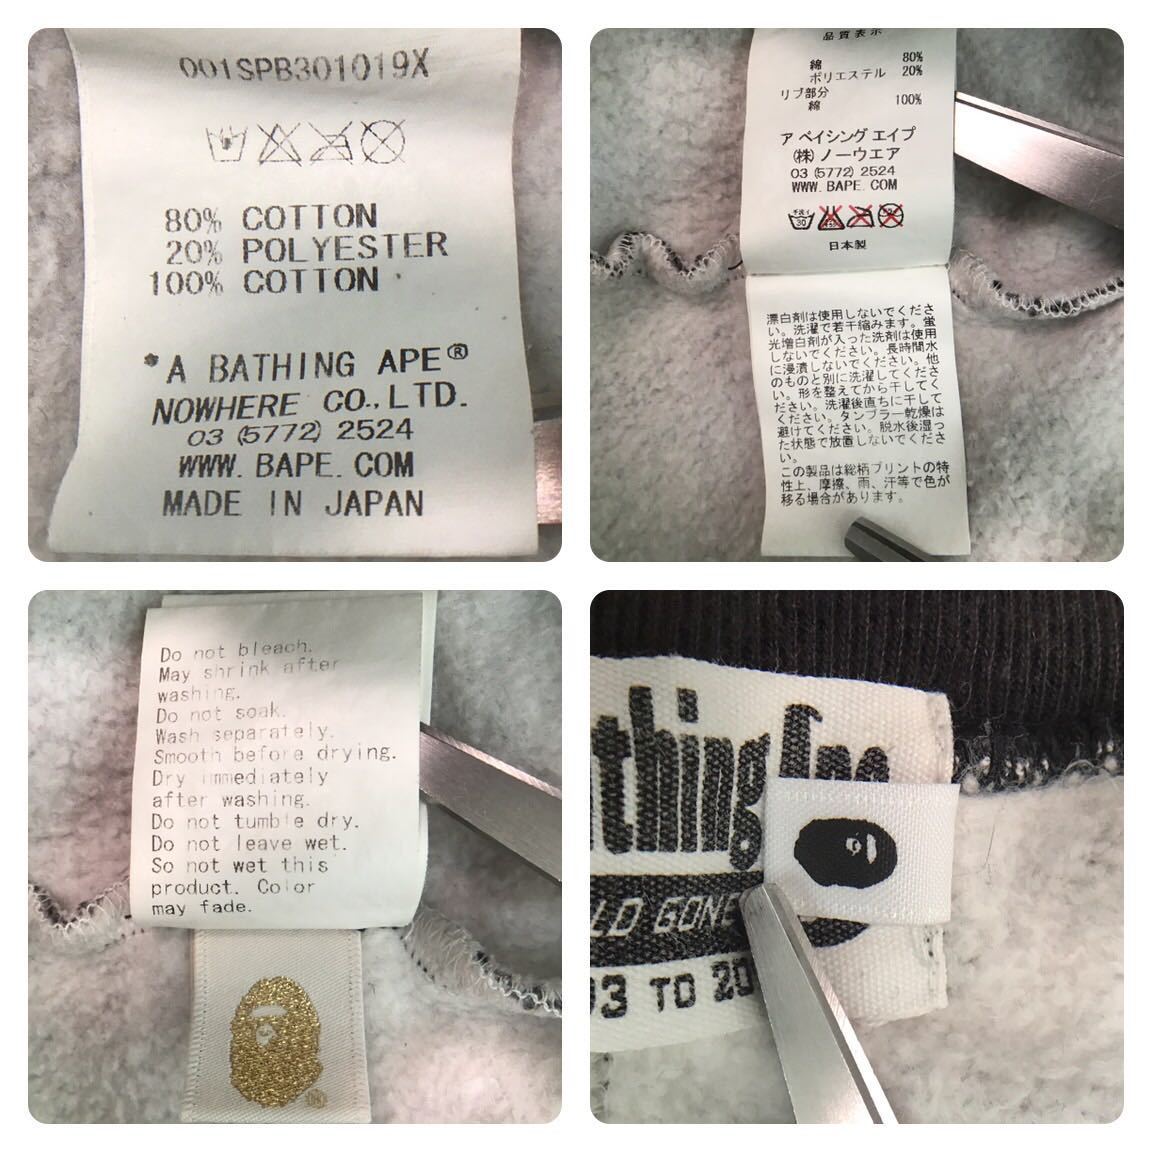 001SPB301019X
80% COTTON
20% POLYESTER
100% COTTON
A BATHING APE®
NOWHERE CO.,LTD.
03 (5772) 2524
WWW. BAPE. COM
MADE IN JAPAN
品質表示
綿 80%
ポリエステル 20%
リブ部分
綿 100%
ア ベイシング エイプ
(株) ノーウエア
03 (5772) 2524
WWW. BAPE. COM
日本製
漂白剤は使用しないでくださ
い。洗濯で若干縮みます。蛍
光増白剤が入った洗剤は使用
しないでください。長時間水
に浸漬しないでください。他
のものと別に洗濯してくださ
い。形を整えてから干してく
ださい。洗濯後直ちに干して
ください。タンブラー乾燥は
避けてください。脱水後湿っ
た状態で放置しないでくださ
い。
この製品は総柄プリントの特
性上、摩擦、雨、汗等で色が
移る場合があります。
Do not bleach.
May shrink after
washing.
Do not soak.
Wash separately.
Smooth before drying.
Dry immediately
after washing.
Do not tumble dry.
Do not leave wet.
So not wet this
product. Color
may fade.
thing
LD GONE
93 TO 20